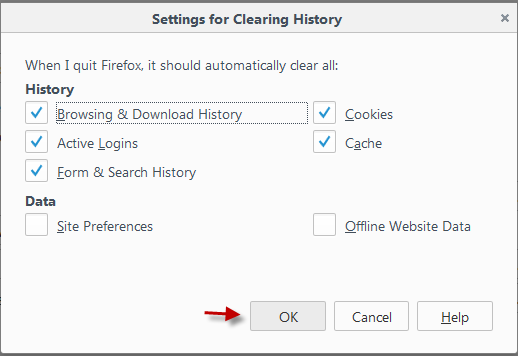 Settings for Clearing History
When I quit Firefox, it should automatically clear all:
History
Browsing & Download History
Cookies
Active Logins
Cache
Form & Search History
Data
Site Preferences
Offline Website Data
OK
Cancel
Help